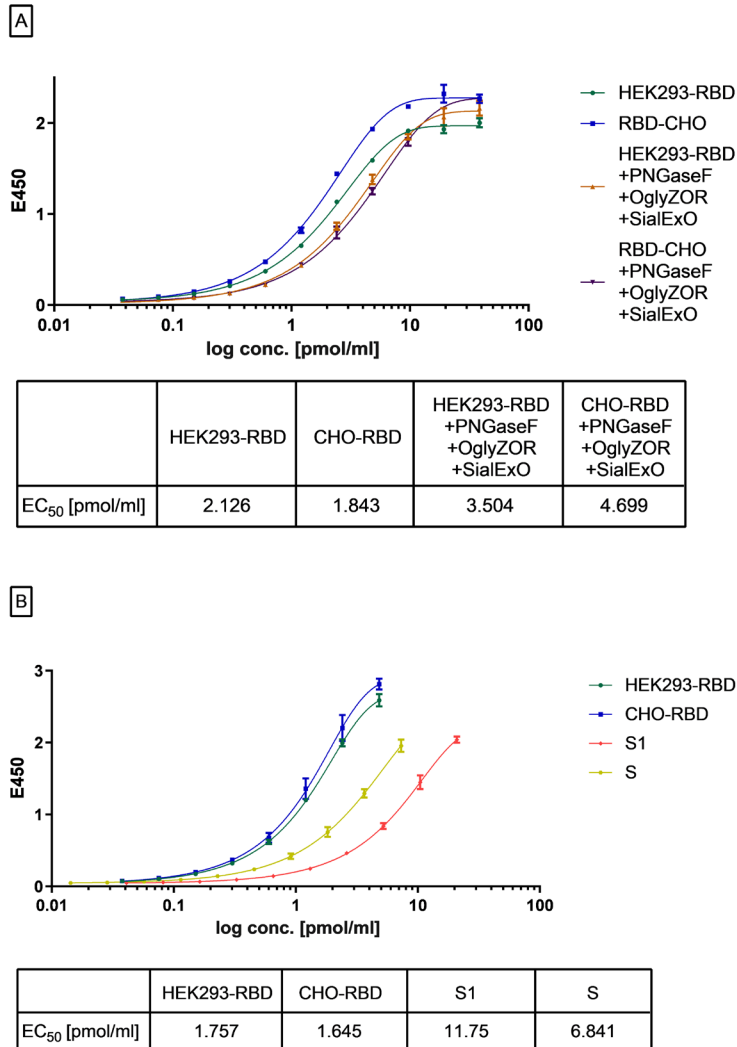 A
HEK293-RBD
RBD-CHO
HEK293-RBD
+PNGaseF
+OglyZOR
+SialExO
RBD-CHO
+PNGaseF
+OglyZOR
+SialExO
E450
2
1
0
0.01 0.1 1 10 100
log conc. [pmol/ml]
HEK293-RBD CHO-RBD HEK293-RBD +PNGaseF +OglyZOR +SialExO CHO-RBD +PNGaseF +OglyZOR +SialExO
EC50 [pmol/ml] 2.126 1.843 3.504 4.699
B
HEK293-RBD
CHO-RBD
S1
S
E450
3
2
1
0
0.01 0.1 1 10 100
log conc. [pmol/ml]
HEK293-RBD CHO-RBD S1 S
EC50 [pmol/ml] 1.757 1.645 11.75 6.841